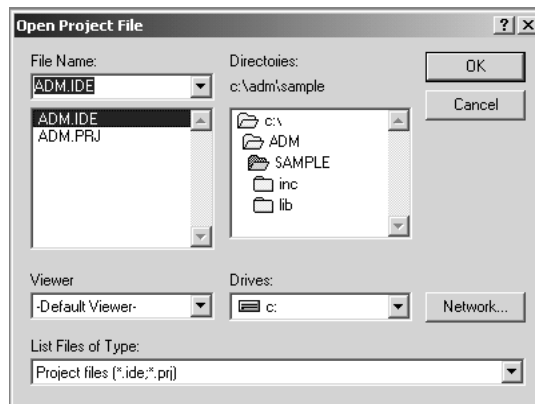 Open Project File
File Name:
ADM.IDE
ADM.IDE
ADM.PRJ
Directories:
c:\adm\sample
c:\
ADM
SAMPLE
inc
lib
OK
Cancel
Viewer
-Default Viewer-
Drives:
c:
Network...
List Files of Type:
Project files (*.ide;*.prj)